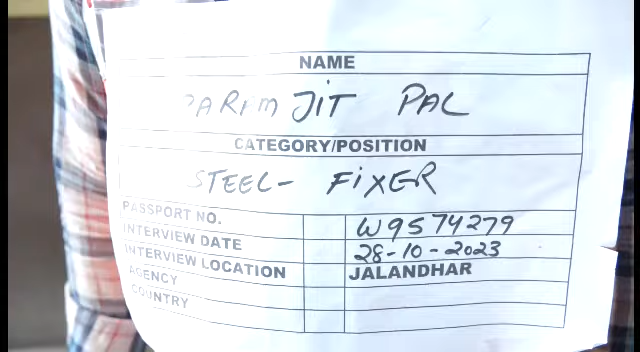 NAME
PARIMJIT PAL
CATEGORY/POSITION
STEEL- FIXER
PASSPORT NO. W9574279
INTERVIEW DATE 28-10-2023
INTERVIEW LOCATION JALANDHAR
AGENCY
COUNTRY